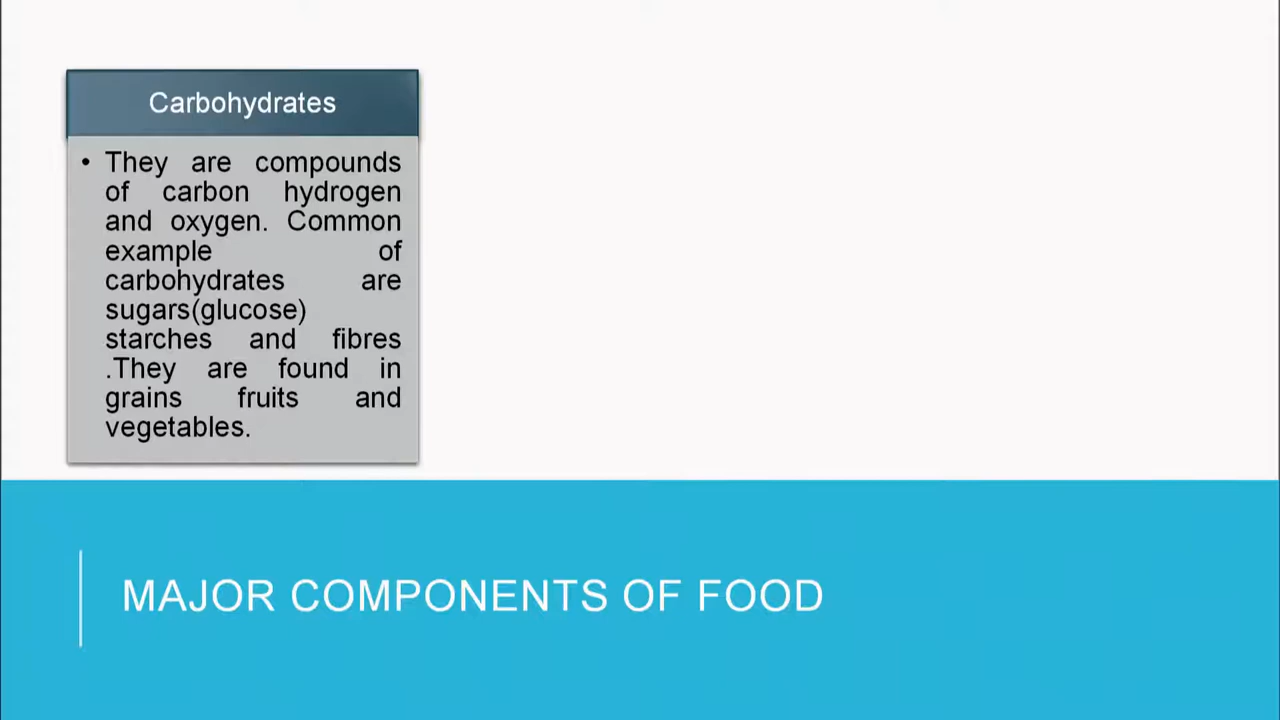 Carbohydrates
• They are compounds
of carbon hydrogen
and oxygen. Common
example of
carbohydrates are
sugars(glucose)
starches and fibres
.They are found in
grains fruits and
vegetables.
MAJOR COMPONENTS OF FOOD